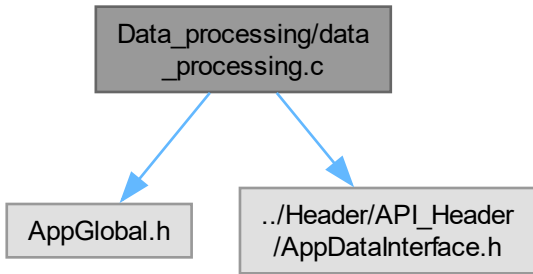 Data_processing/data
_processing.c
AppGlobal.h
../Header/API_Header
/AppDataInterface.h